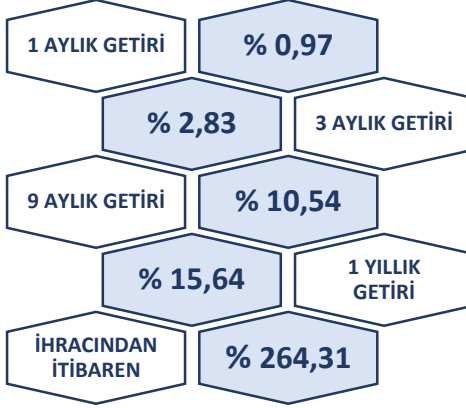 1 AYLIK GETİRİ
% 0,97
% 2,83
3 AYLIK GETİRİ
9 AYLIK GETİRİ
% 10,54
% 15,64
1 YILLIK
GETİRİ
İHRACINDAN
İTİBAREN
% 264,31